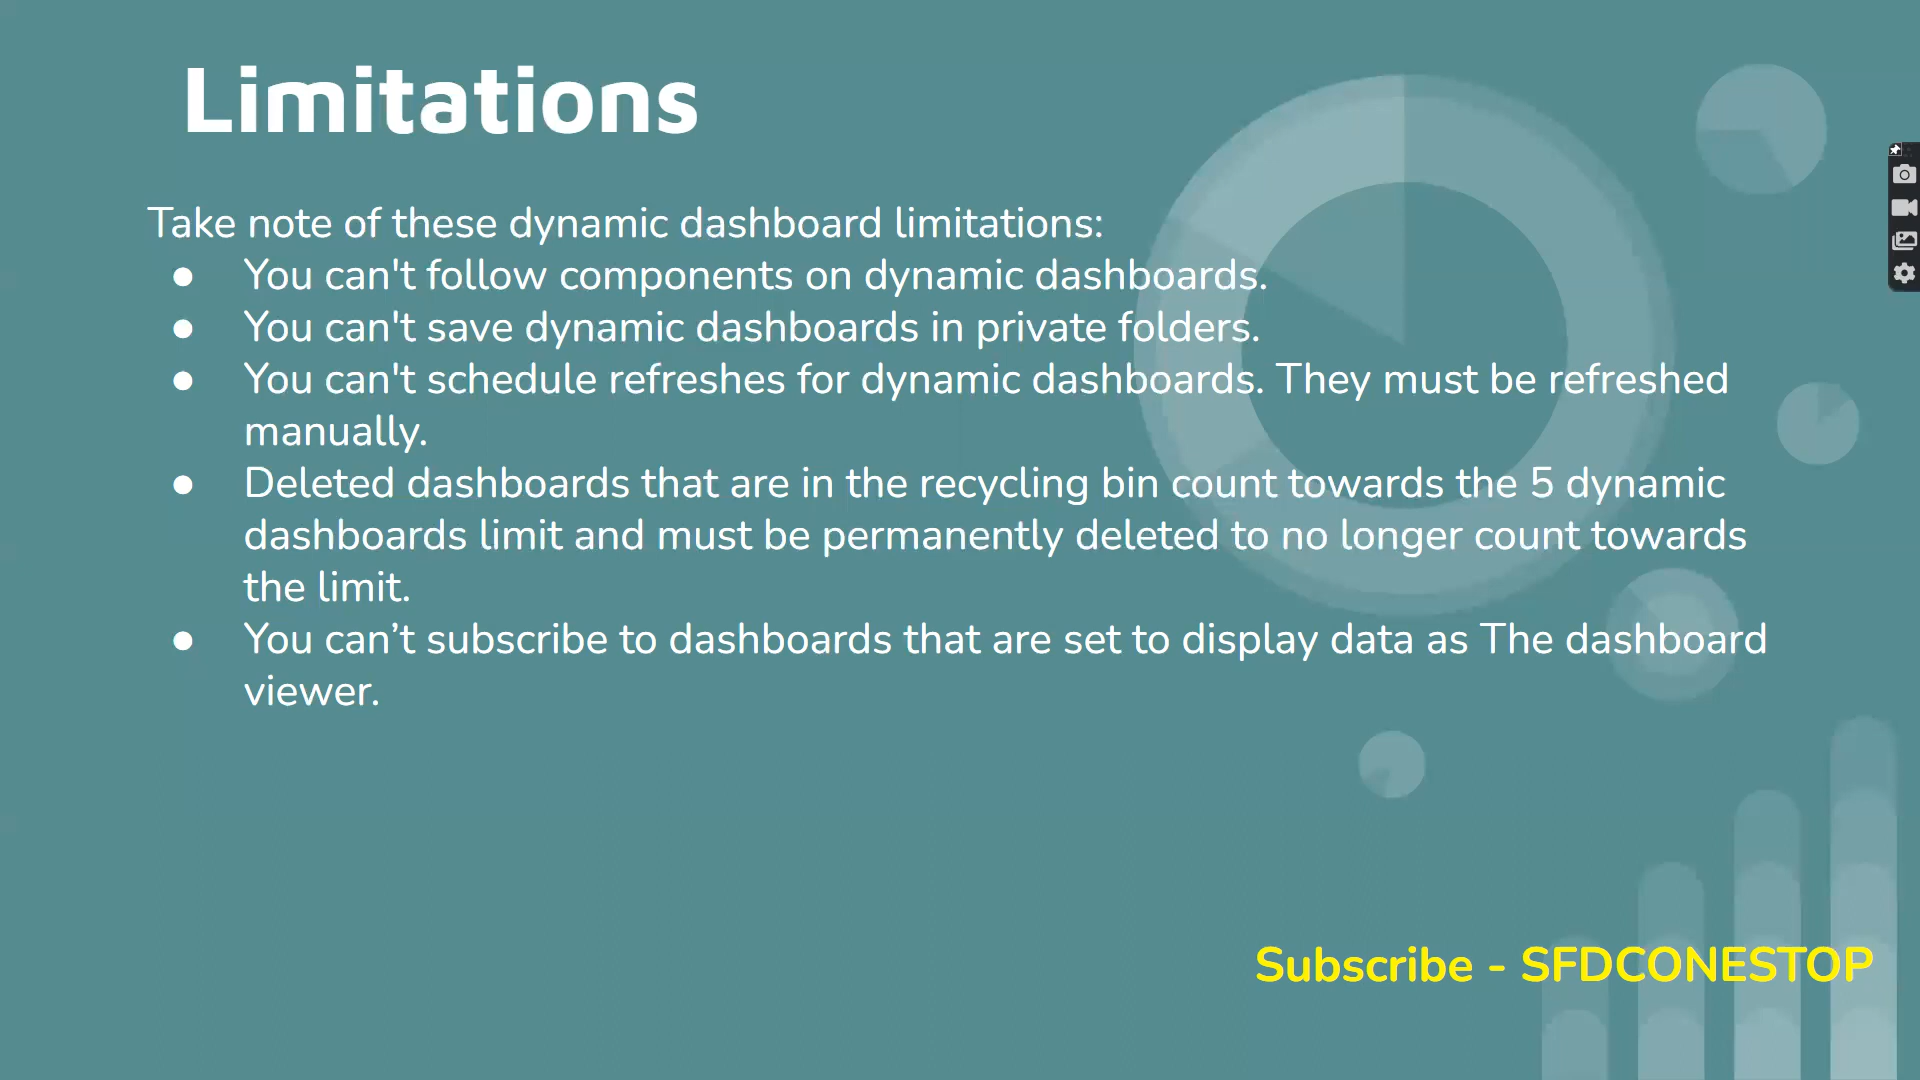 Limitations
Take note of these dynamic dashboard limitations:
● You can't follow components on dynamic dashboards.
● You can't save dynamic dashboards in private folders.
● You can't schedule refreshes for dynamic dashboards. They must be refreshed
manually.
● Deleted dashboards that are in the recycling bin count towards the 5 dynamic
dashboards limit and must be permanently deleted to no longer count towards
the limit.
● You can’t subscribe to dashboards that are set to display data as The dashboard
viewer.
Subscribe - SFDCONESTOP